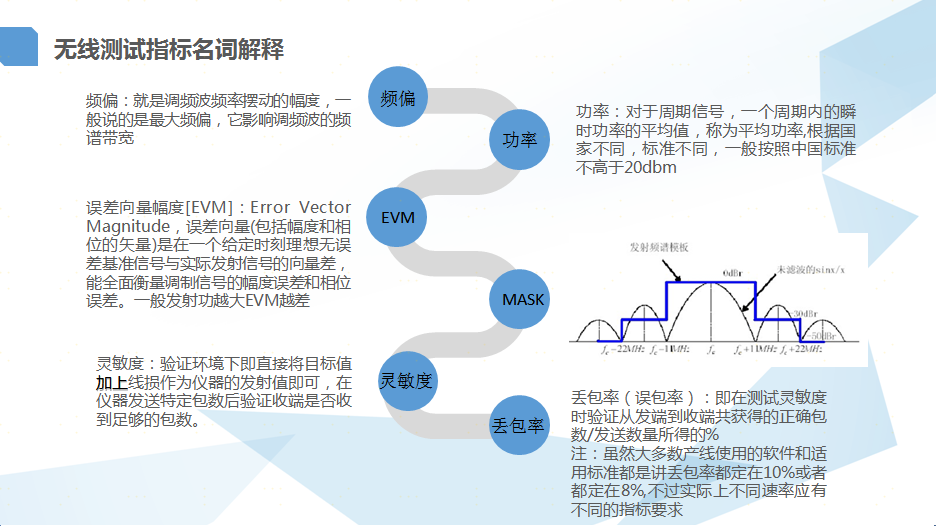 无线测试指标名词解释
频偏：就是调频波频率摆动的幅度，一
般说的是最大频偏，它影响调频波的频
谱带宽
频偏
功率
功率：对于周期信号，一个周期内的瞬
时功率的平均值，称为平均功率,根据国
家不同，标准不同，一般按照中国标准
不高于20dbm
误差向量幅度[EVM]：Error Vector
Magnitude，误差向量(包括幅度和相
位的矢量)是在一个给定时刻理想无误
差基准信号与实际发射信号的向量差，
能全面衡量调制信号的幅度误差和相位
误差。一般发射功越大EVM越差
EVM
MASK
发射频谱模板
0dBr
未滤波的sinx/x
-30dBr
-50dBr
fc-22MHz fc-11MHz fc fc+11MHz fc+22MHz
灵敏度：验证环境下即直接将目标值
加上线损作为仪器的发射值即可，在
仪器发送特定包数后验证收端是否收
到足够的包数。
灵敏度
丢包率
丢包率（误包率）：即在测试灵敏度
时验证从发端到收端共获得的正确包
数/发送数量所得的%
注：虽然大多数产线使用的软件和适
用标准都是讲丢包率都定在10%或者
都定在8%,不过实际上不同速率应有
不同的指标要求